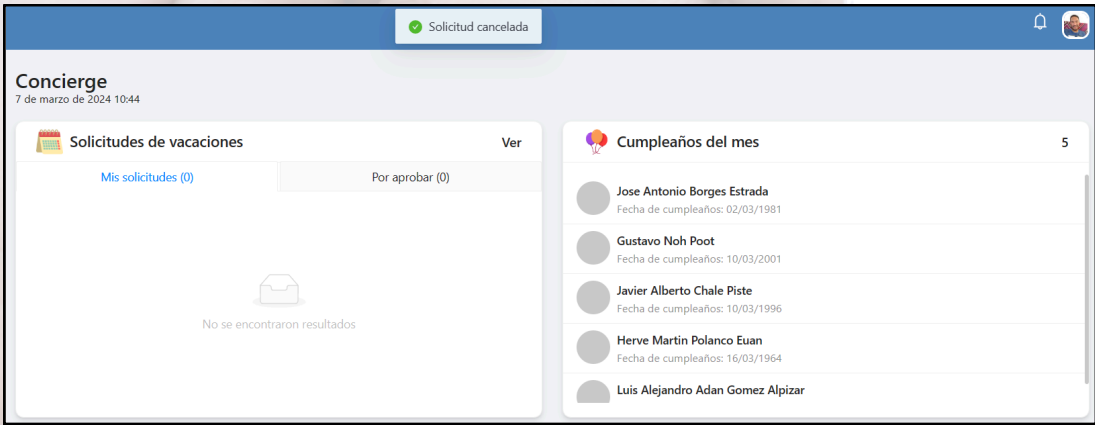 Solicitud cancelada
Concierge
7 de marzo de 2024 10:44
Solicitudes de vacaciones
Ver
Mis solicitudes (0)
Por aprobar (0)
No se encontraron resultados
Cumpleaños del mes
5
Jose Antonio Borges Estrada
Fecha de cumpleaños: 02/03/1981
Gustavo Noh Poot
Fecha de cumpleaños: 10/03/2001
Javier Alberto Chale Piste
Fecha de cumpleaños: 10/03/1996
Herve Martin Polanco Euan
Fecha de cumpleaños: 16/03/1964
Luis Alejandro Adan Gomez Alpizar